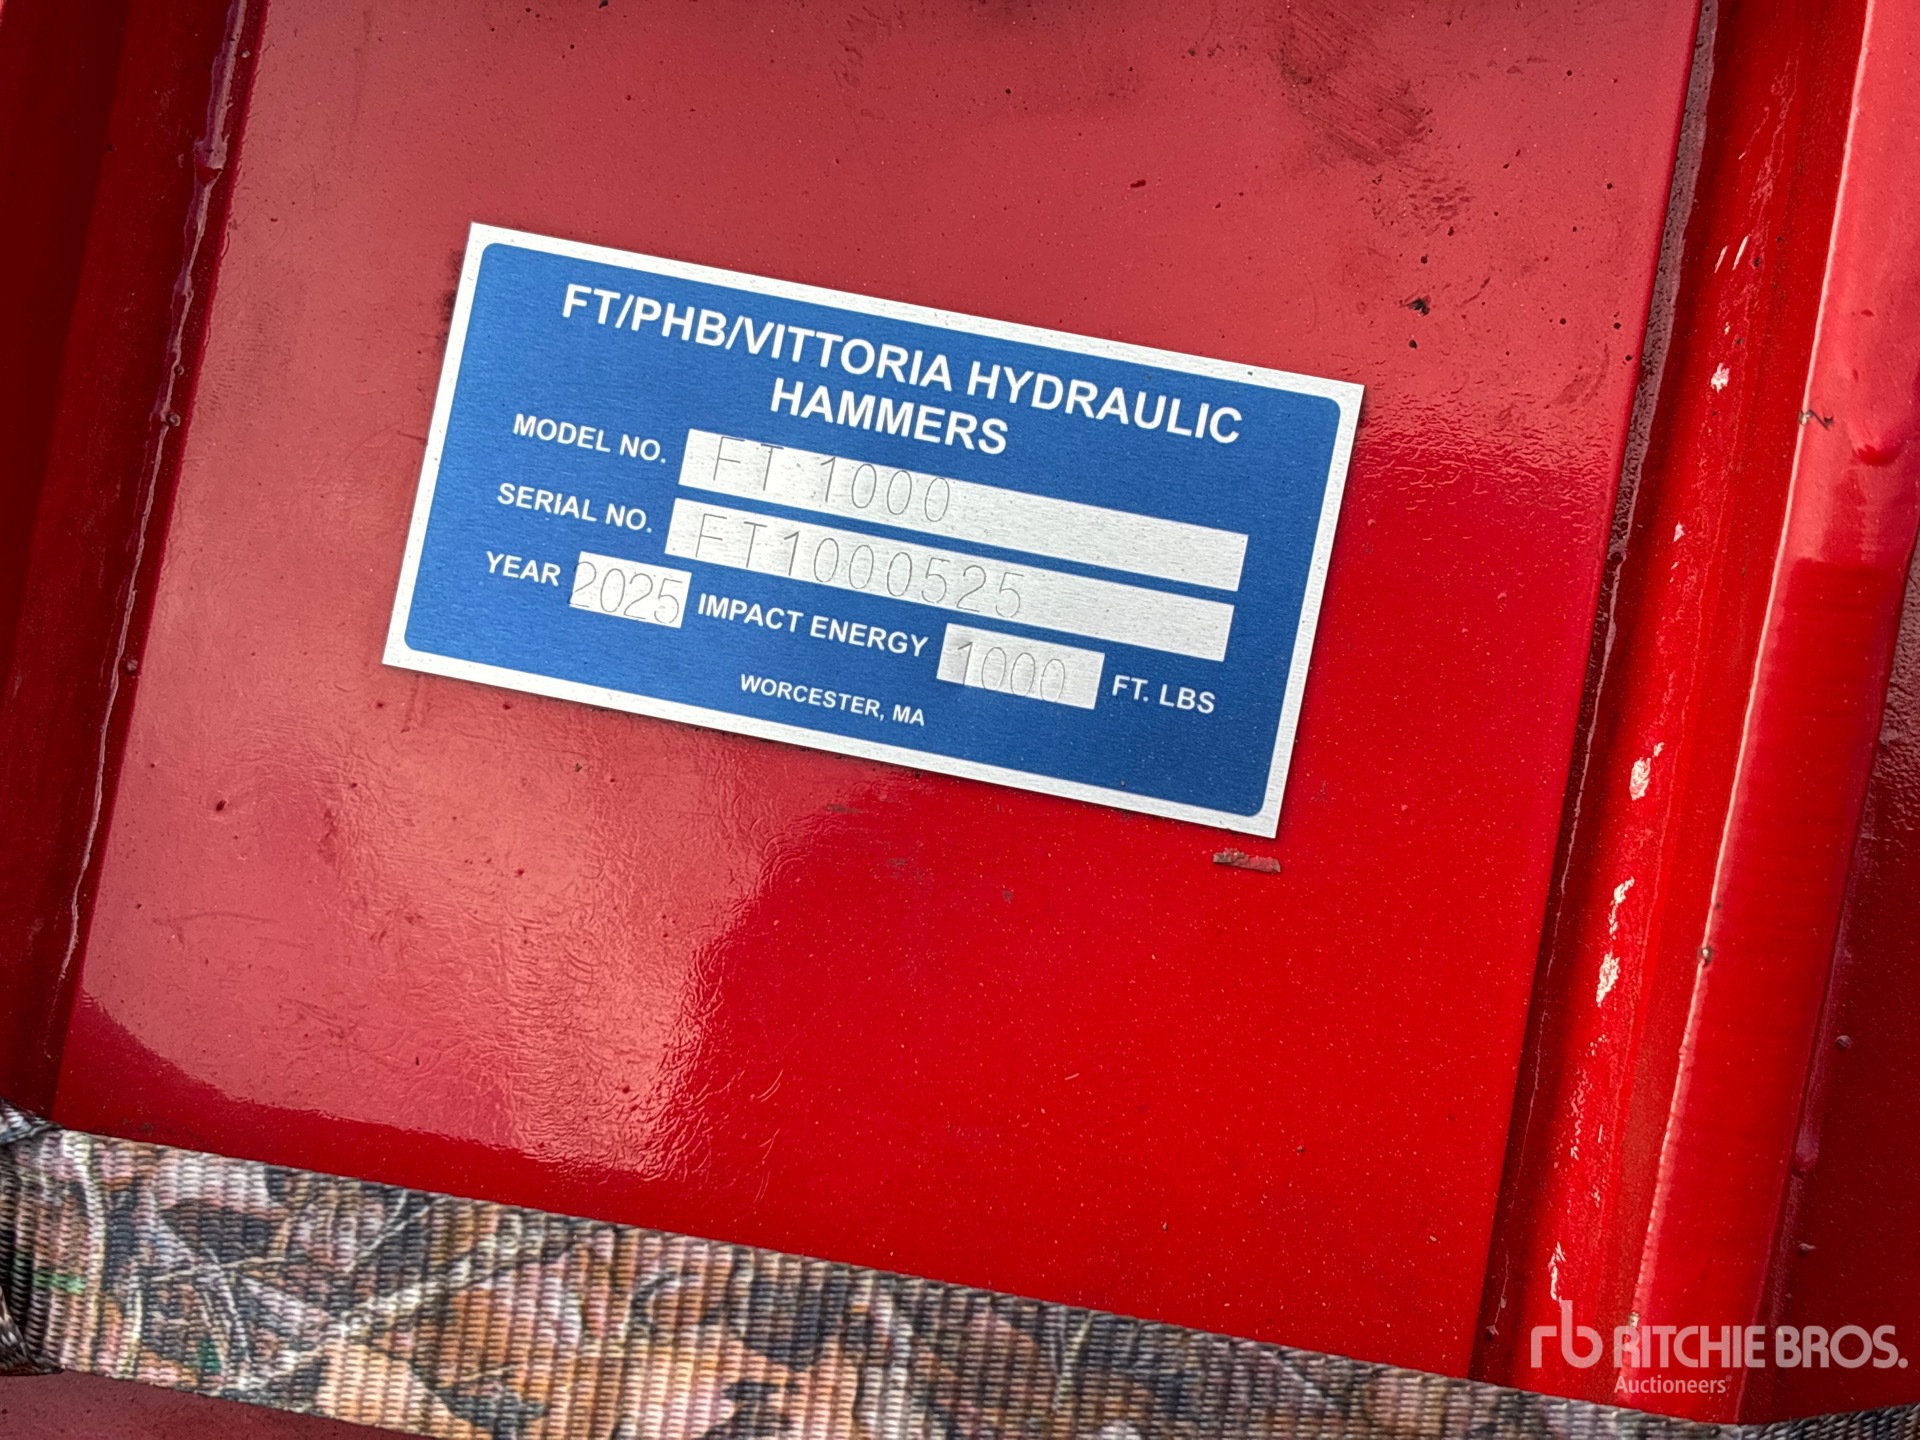 FT/PHB/VITTORIA HYDRAULIC
HAMMERS
MODEL NO. FT 1000
SERIAL NO. FT1000525
YEAR 2025 IMPACT ENERGY 1000 FT. LBS
WORCESTER, MA
rb RITCHIE BROS.
Auctioneers